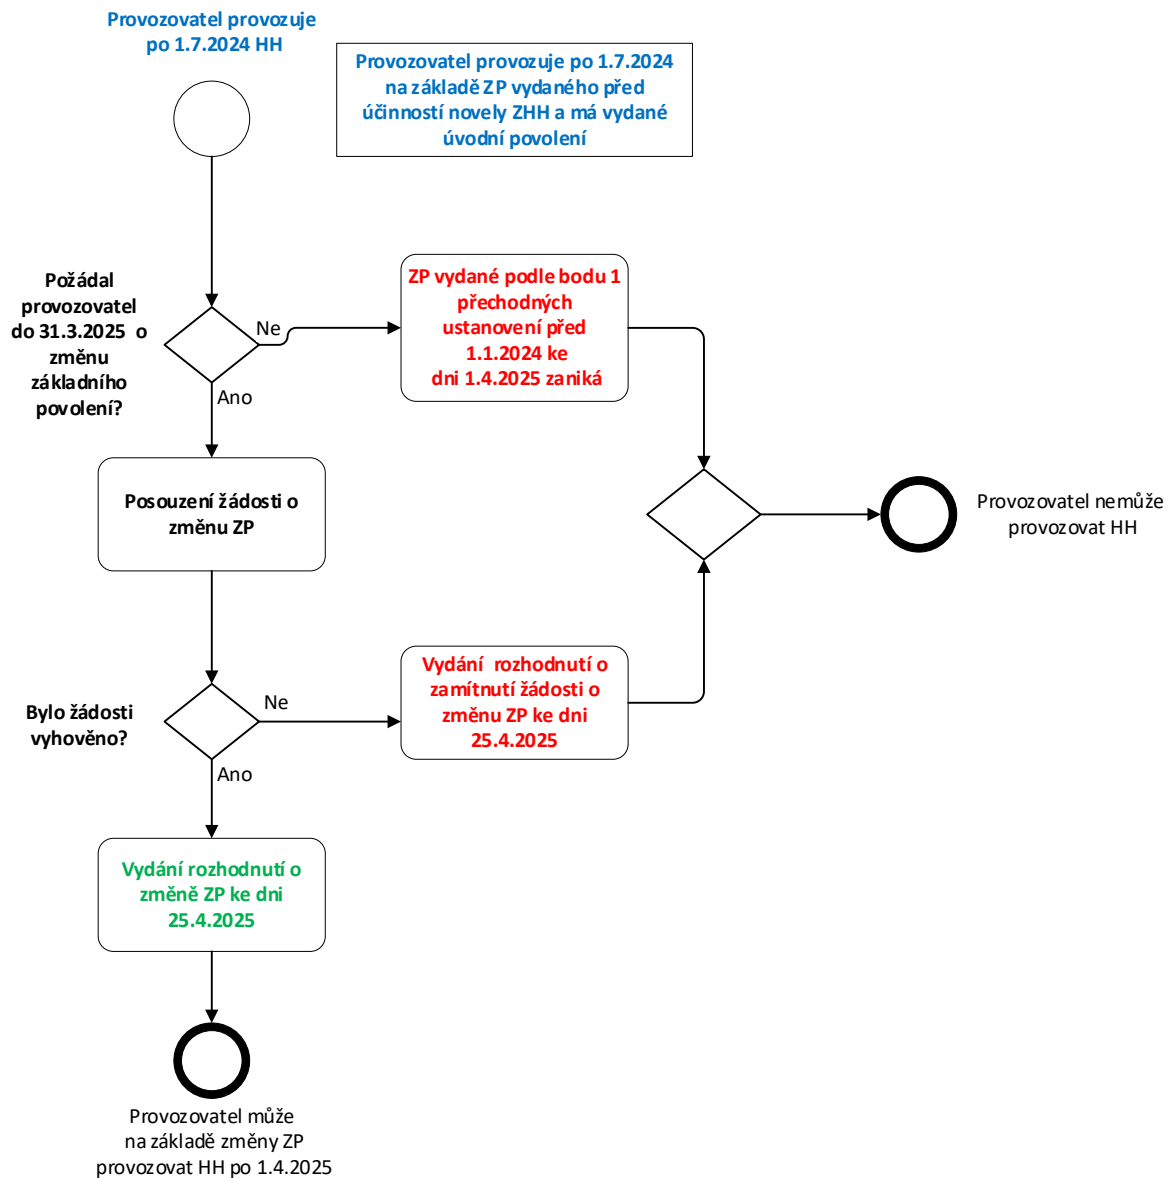 Provozovatel provozuje
po 1.7.2024 HH
Provozovatel provozuje po 1.7.2024
na základě ZP vydaného před
účinností novely ZHH a má vydané
úvodní povolení
Požádal
provozovatel
do 31.3.2025 o
změnu
základního
povolení?
Ne
Ano
ZP vydané podle bodu 1
přechodných
ustanovení před
1.1.2024 ke
dni 1.4.2025 zaniká
Posouzení žádosti o
změnu ZP
Provozovatel nemůže
provozovat HH
Bylo žádosti
vyhověno?
Ne
Ano
Vydání rozhodnutí o
zamítnutí žádosti o
změnu ZP ke dni
25.4.2025
Vydání rozhodnutí o
změně ZP ke dni
25.4.2025
Provozovatel může
na základě změny ZP
provozovat HH po 1.4.2025